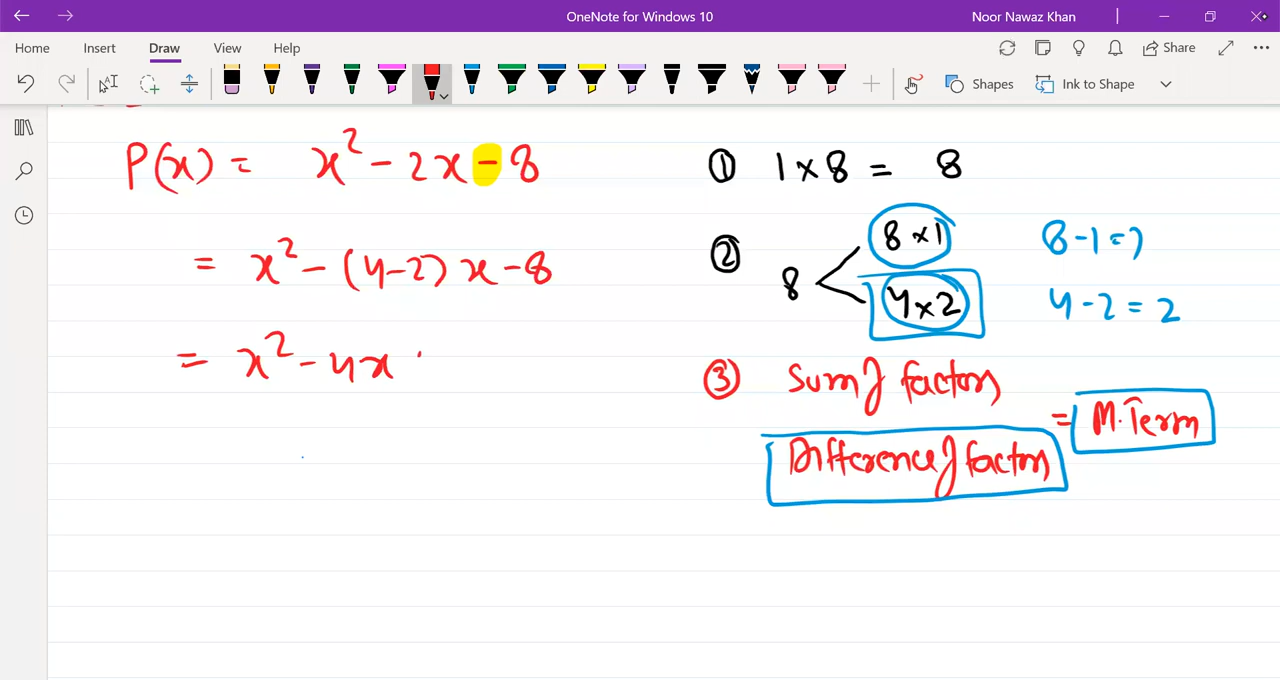 OneNote for Windows 10
Noor Nawaz Khan
Home Insert Draw View Help
Share
Shapes Ink to Shape
P(x) = x² - 2x - 8
= x² - (4-2) x - 8
= x² - 4x
① 1 × 8 = 8
② 8 < 8 × 1 8 - 1 = 7
4 × 2 4 - 2 = 2
③ Sum of factors
Difference of factors = M.Term